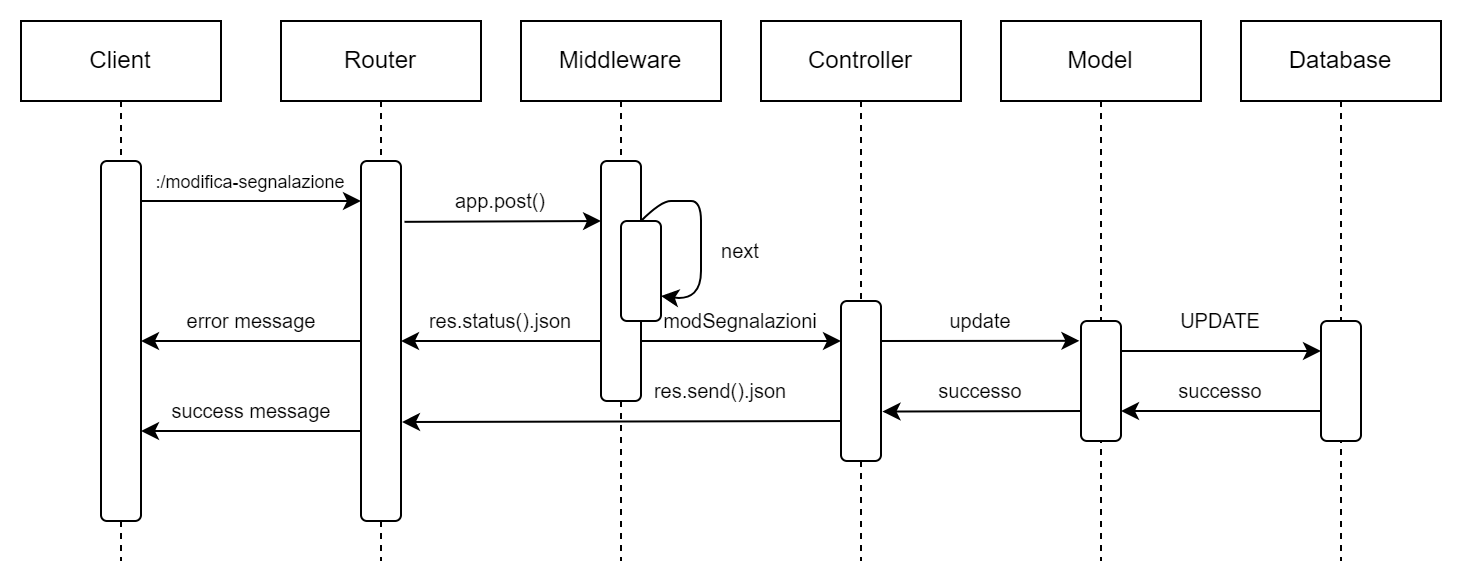 Client
Router
Middleware
Controller
Model
Database
:/modifica-segnalazione
app.post()
next
error message
res.status().json
modSegnalazioni
update
UPDATE
success message
res.send().json
successo
successo